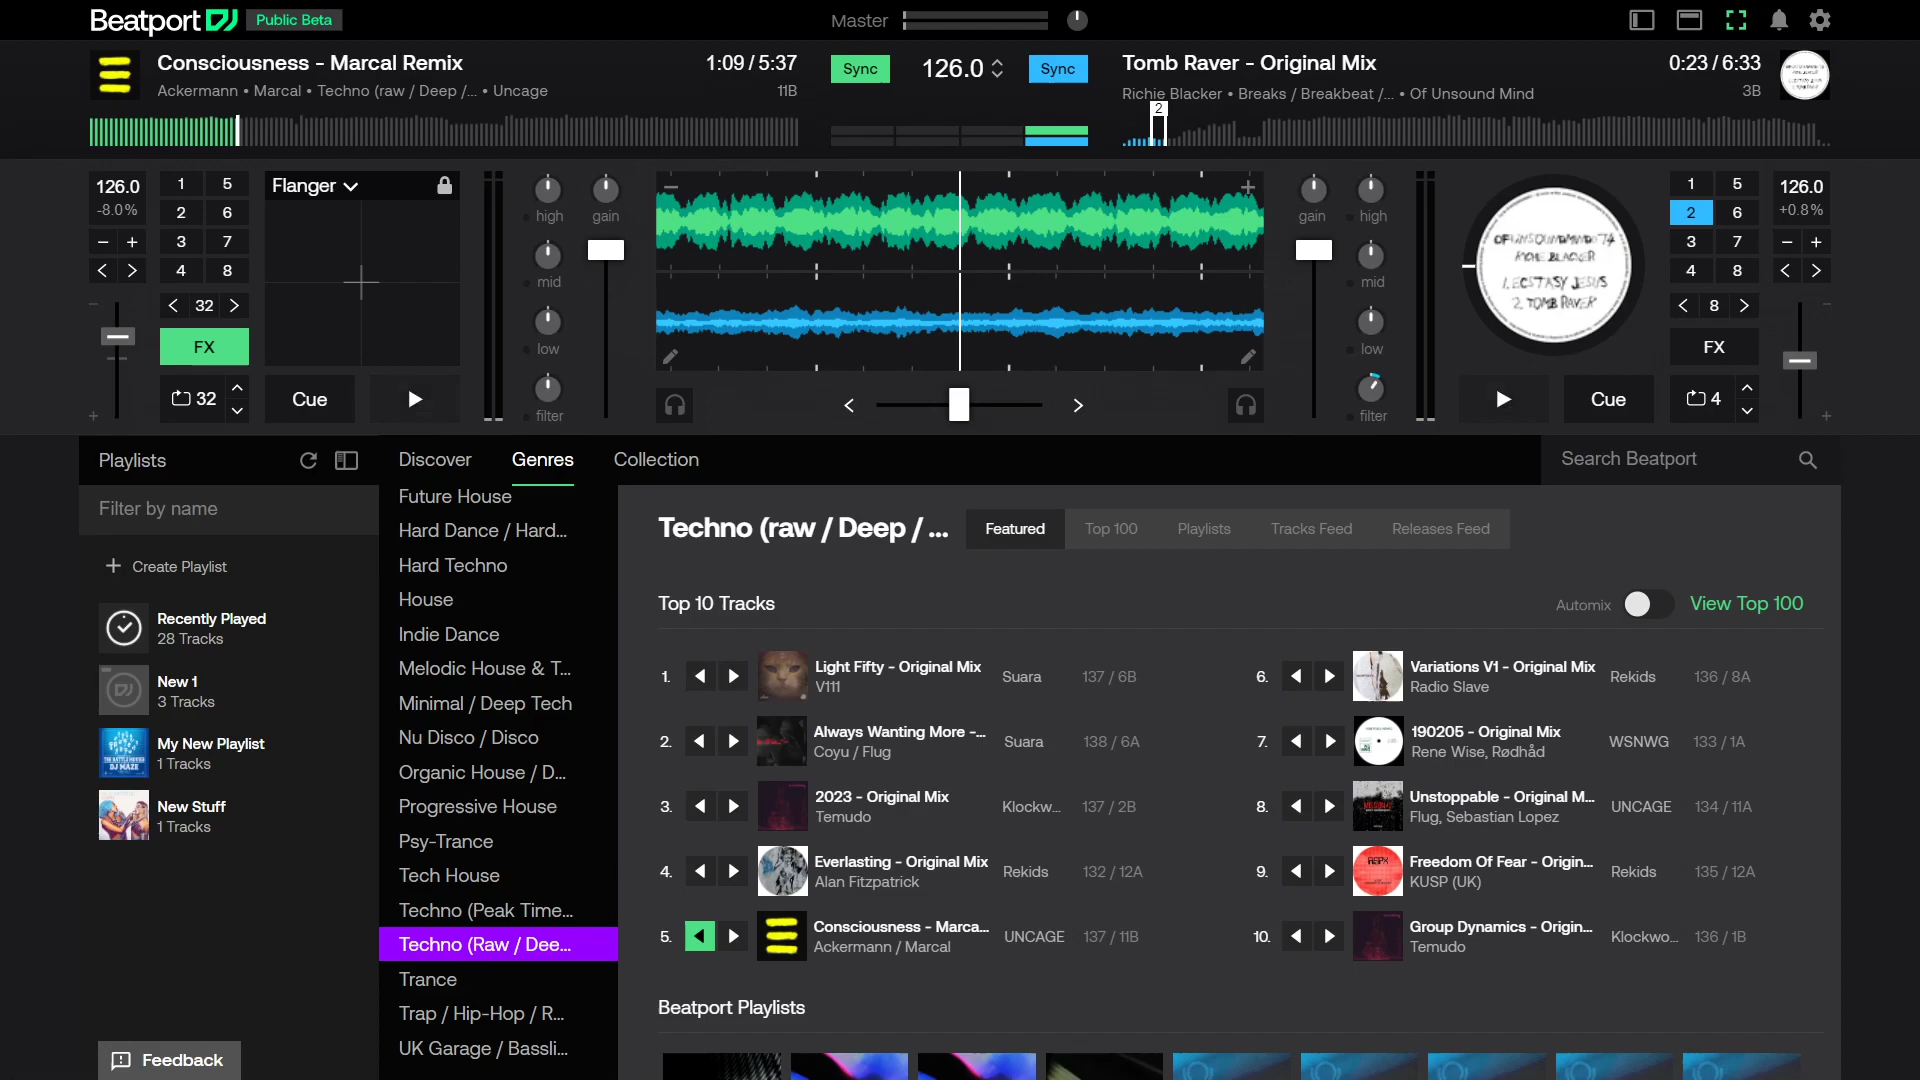 Beatport DJ Public Beta
Master
Consciousness - Marcal Remix
1:09 / 5:37
Ackermann • Marcal • Techno (raw / Deep /... • Uncage
11B
Sync
126.0
Sync
Tomb Raver - Original Mix
0:23 / 6:33
Richie Blacker • Breaks / Breakbeat /... • Of Unsound Mind
3B
2
126.0
-8.0%
− +
< >
1 5
2 6
3 7
4 8
< 32 >
FX
32
Flanger
Cue
high
gain
mid
low
filter
− +
< >
gain
high
mid
low
filter
OFUNSOUNDMIND074
RICHIE BLACKER
1. ECSTASY JESUS
2. TOMB RAVER
Cue
1 5
2 6
3 7
4 8
< 8 >
FX
4
126.0
+0.8%
− +
< >
Playlists
Filter by name
Create Playlist
Recently Played
28 Tracks
New 1
3 Tracks
My New Playlist
1 Tracks
New Stuff
1 Tracks
Feedback
Discover
Genres
Collection
Search Beatport
Future House
Hard Dance / Hard...
Hard Techno
House
Indie Dance
Melodic House & T...
Minimal / Deep Tech
Nu Disco / Disco
Organic House / D...
Progressive House
Psy-Trance
Tech House
Techno (Peak Time...
Techno (Raw / Dee...
Trance
Trap / Hip-Hop / R...
UK Garage / Bassli...
Techno (raw / Deep / ...
Featured
Top 100
Playlists
Tracks Feed
Releases Feed
Top 10 Tracks
Automix
View Top 100
1. Light Fifty - Original Mix Suara 137 / 6B
V111
2. Always Wanting More -... Suara 138 / 6A
Coyu / Flug
3. 2023 - Original Mix Klockw... 137 / 2B
Temudo
4. Everlasting - Original Mix Rekids 132 / 12A
Alan Fitzpatrick
5. Consciousness - Marca... UNCAGE 137 / 11B
Ackermann / Marcal
6. Variations V1 - Original Mix Rekids 136 / 8A
Radio Slave
7. 190205 - Original Mix WSNWG 133 / 1A
Rene Wise, Rødhåd
8. Unstoppable - Original M... UNCAGE 134 / 11A
Flug, Sebastian Lopez
9. Freedom Of Fear - Origin... Rekids 135 / 12A
KUSP (UK)
10. Group Dynamics - Origin... Klockwo... 136 / 1B
Temudo
Beatport Playlists